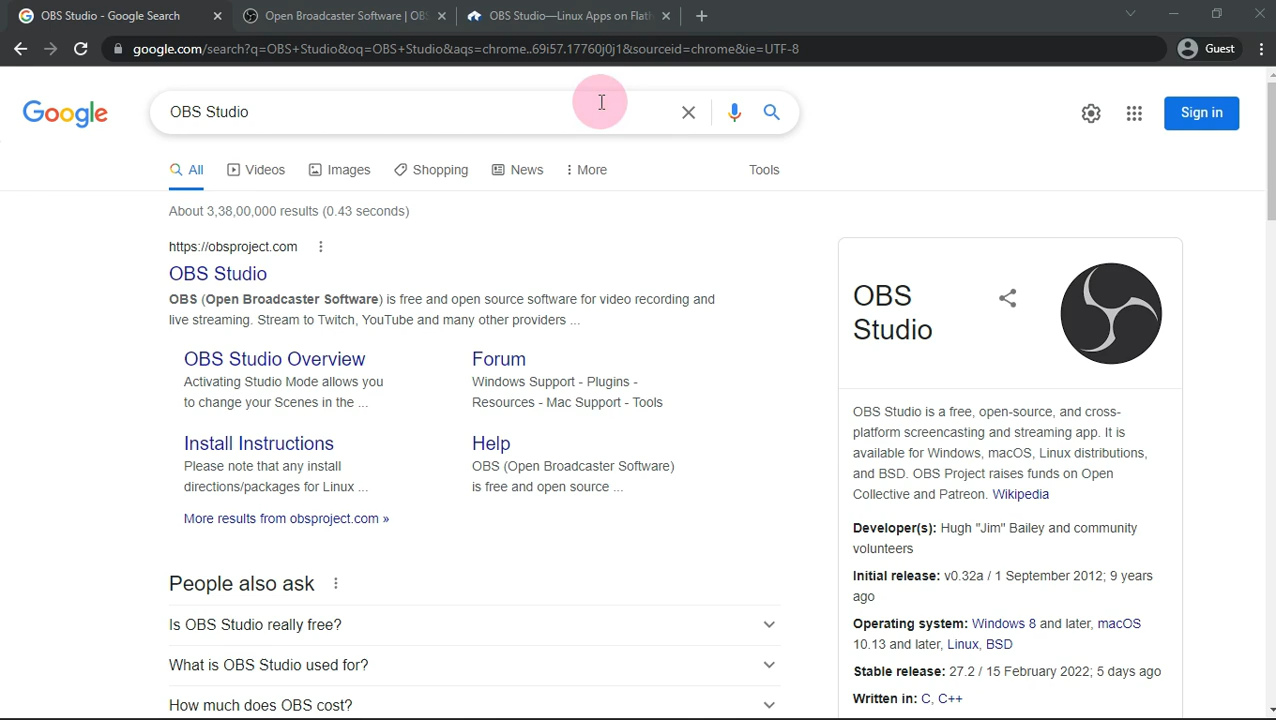 OBS Studio - Google Search
Open Broadcaster Software | OBS
OBS Studio—Linux Apps on Flath
google.com/search?q=OBS+Studio&oq=OBS+Studio&aqs=chrome..69i57.17760j0j1&sourceid=chrome&ie=UTF-8
Guest
Google
OBS Studio
Sign in
All
Videos
Images
Shopping
News
More
Tools
About 3,38,00,000 results (0.43 seconds)
https://obsproject.com
OBS Studio
OBS (Open Broadcaster Software) is free and open source software for video recording and
live streaming. Stream to Twitch, YouTube and many other providers ...
OBS Studio Overview
Activating Studio Mode allows you
to change your Scenes in the ...
Forum
Windows Support - Plugins -
Resources - Mac Support - Tools
Install Instructions
Please note that any install
directions/packages for Linux ...
Help
OBS (Open Broadcaster Software)
is free and open source ...
More results from obsproject.com »
People also ask
Is OBS Studio really free?
What is OBS Studio used for?
How much does OBS cost?
OBS
Studio
OBS Studio is a free, open-source, and cross-
platform screencasting and streaming app. It is
available for Windows, macOS, Linux distributions,
and BSD. OBS Project raises funds on Open
Collective and Patreon. Wikipedia
Developer(s): Hugh "Jim" Bailey and community
volunteers
Initial release: v0.32a / 1 September 2012; 9 years
ago
Operating system: Windows 8 and later, macOS
10.13 and later, Linux, BSD
Stable release: 27.2 / 15 February 2022; 5 days ago
Written in: C, C++